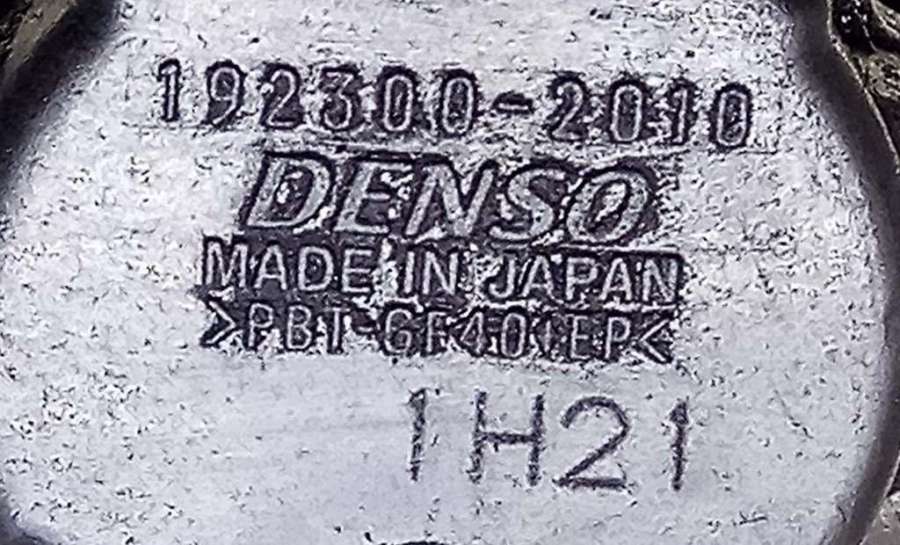 192300-2010
DENSO
MADE IN JAPAN
>PBT-GF40(EP<
1H21